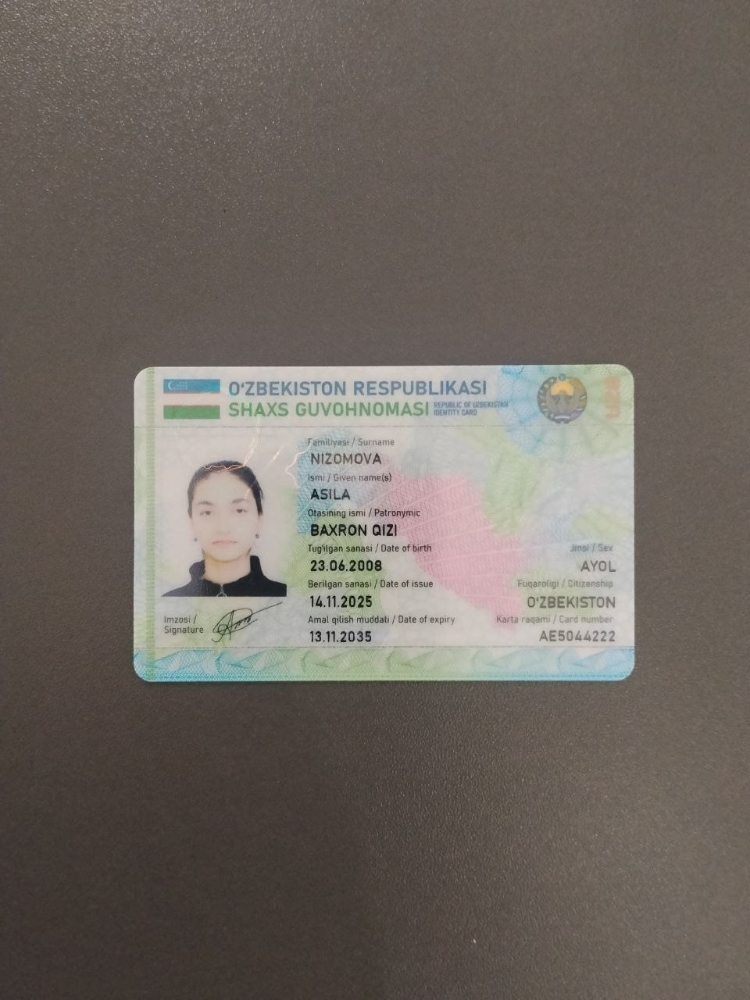 O‘ZBEKISTON RESPUBLIKASI
SHAXS GUVOHNOMASI
REPUBLIC OF UZBEKISTAN
IDENTITY CARD
Familiyasi / Surname
NIZOMOVA
Ismi / Given name(s)
ASILA
Otasining ismi / Patronymic
BAXRON QIZI
Tug‘ilgan sanasi / Date of birth
23.06.2008
Jinsi / Sex
AYOL
Berilgan sanasi / Date of issue
14.11.2025
Fuqaroligi / Citizenship
O‘ZBEKISTON
Amal qilish muddati / Date of expiry
13.11.2035
Karta raqami / Card number
AE5044222
Imzosi /
Signature